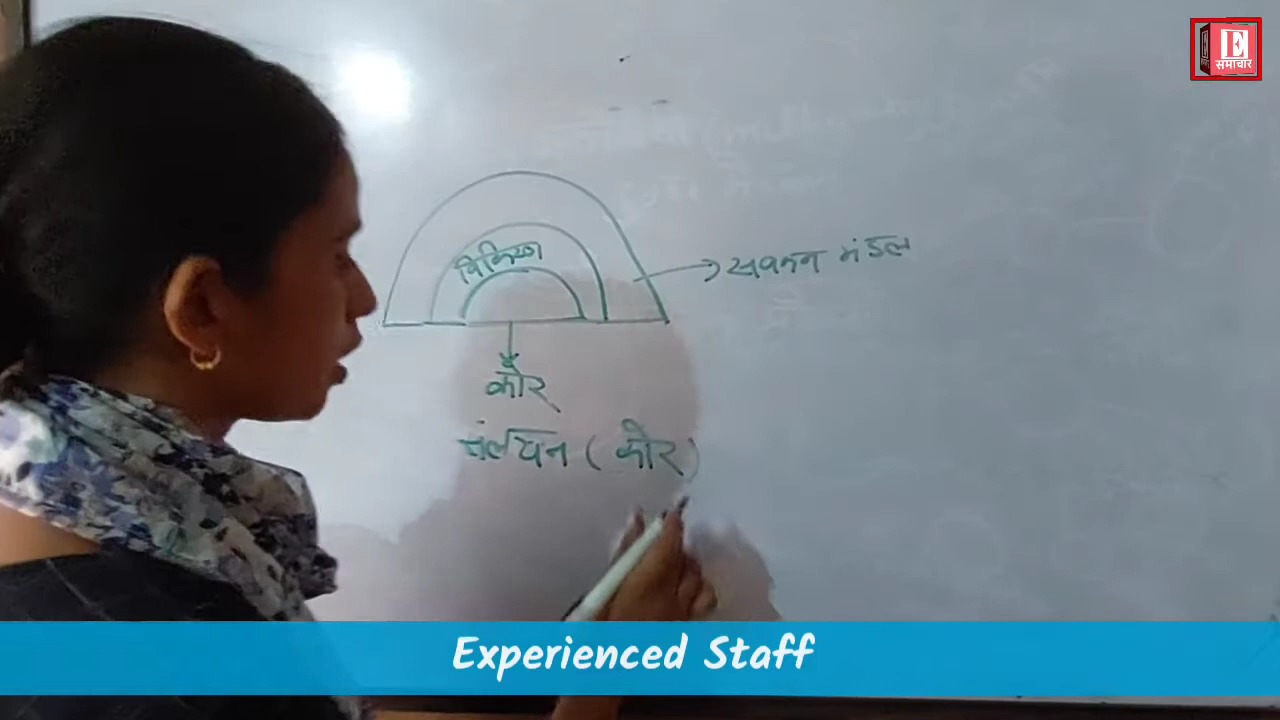 E
समाचार
विकिरण
संवहन मंडल
कोर
संलयन (कोर)
Experienced Staff